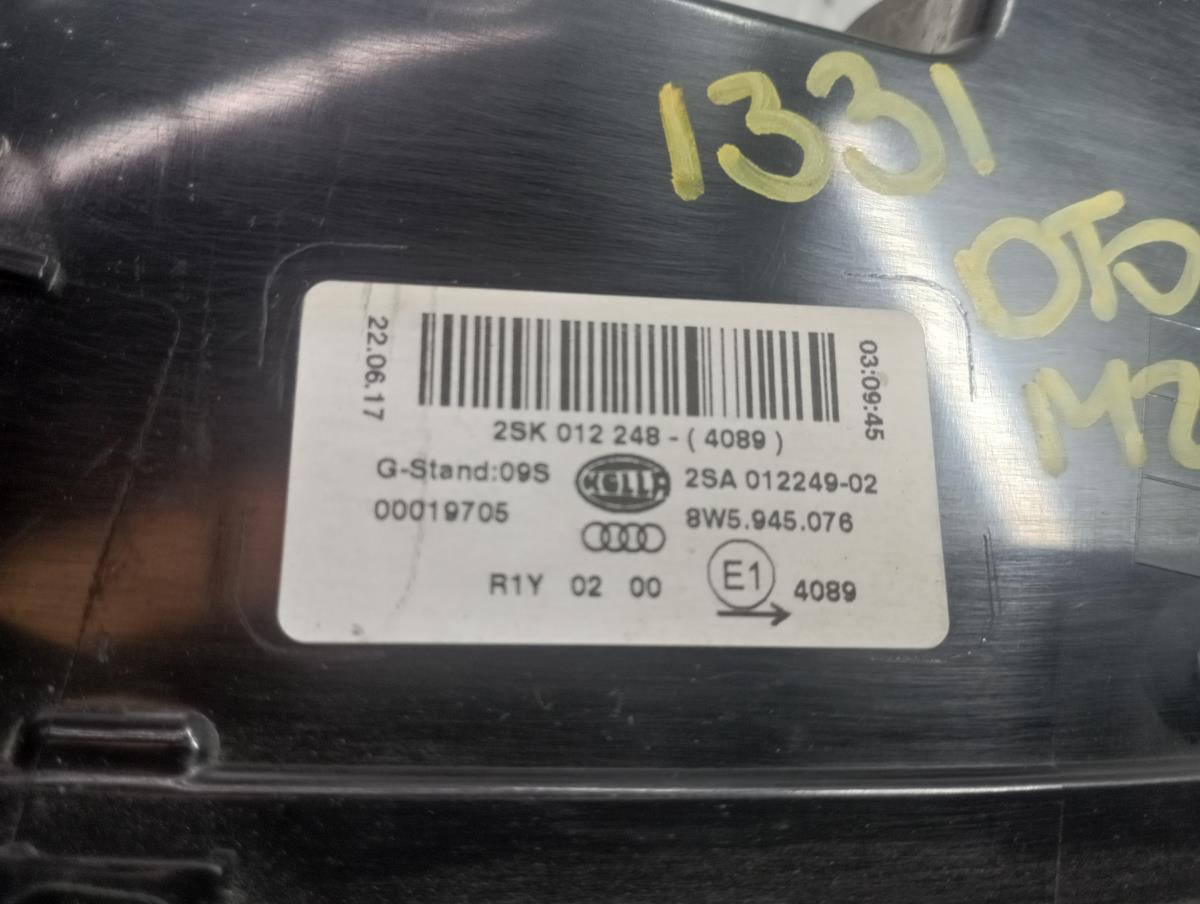 1331
OTO
22.06.17
03:09:45
2SK 012 248 - ( 4089 )
G-Stand:09S HELLA 2SA 012249-02
00019705 8W5.945.076
R1Y 02 00 E1 4089